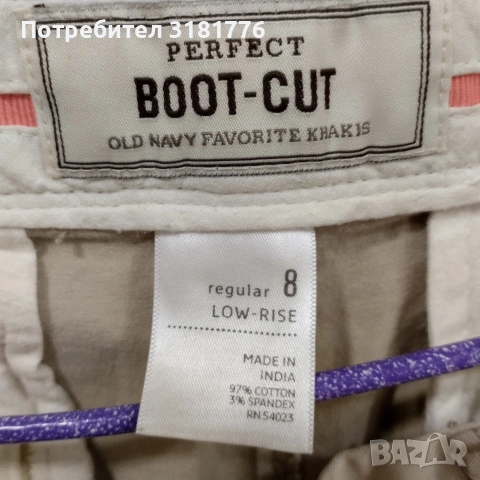 Потребител 3181776
PERFECT
BOOT-CUT
OLD NAVY FAVORITE KHAKIS
regular 8
LOW-RISE
MADE IN
INDIA
97% COTTON
3% SPANDEX
RN 54023
BAZAR